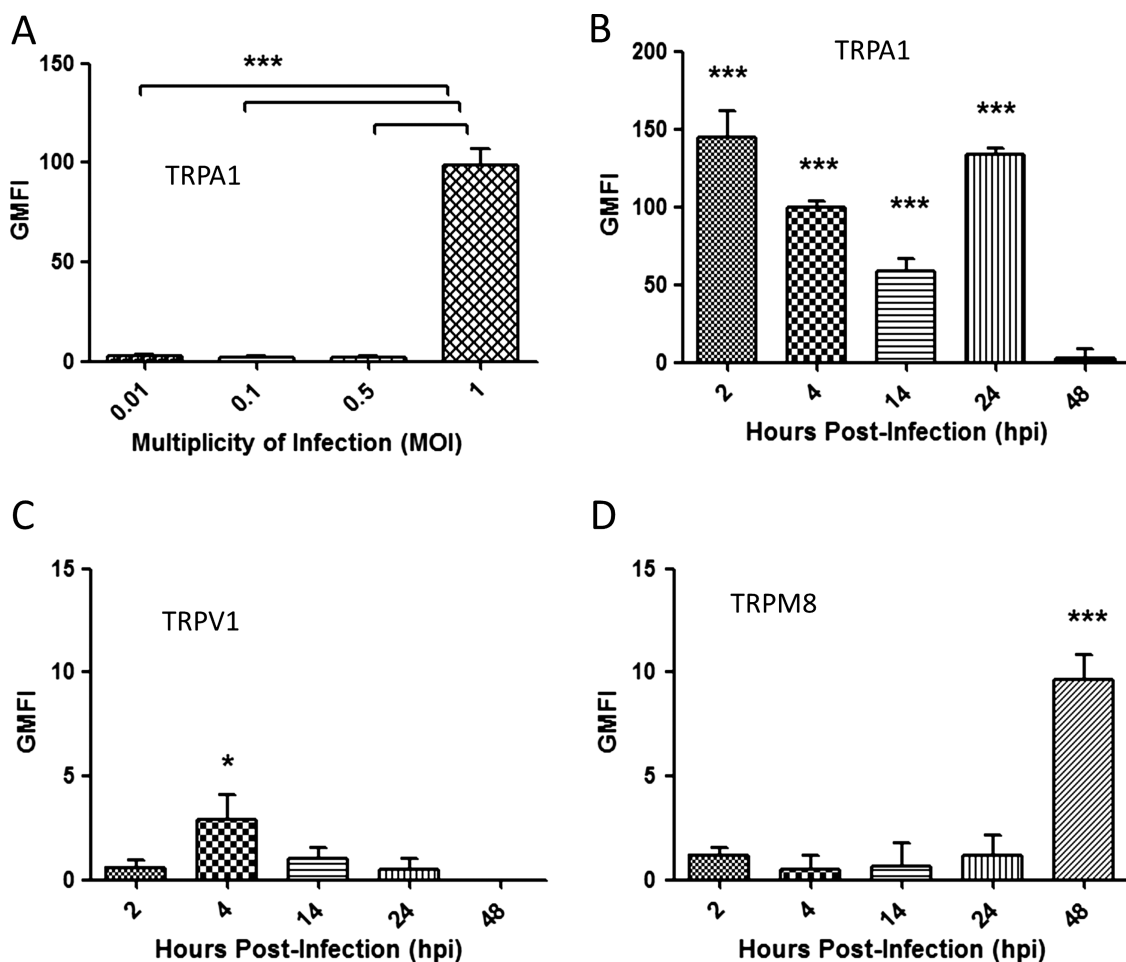 A
***
150
100
50
0
GMFI
TRPA1
0.01
0.1
0.5
1
Multiplicity of Infection (MOI)
B
TRPA1
200
150
100
50
0
GMFI
***
***
***
***
2
4
14
24
48
Hours Post-Infection (hpi)
C
TRPV1
15
10
5
0
GMFI
*
2
4
14
24
48
Hours Post-Infection (hpi)
D
TRPM8
15
10
5
0
GMFI
***
2
4
14
24
48
Hours Post-Infection (hpi)